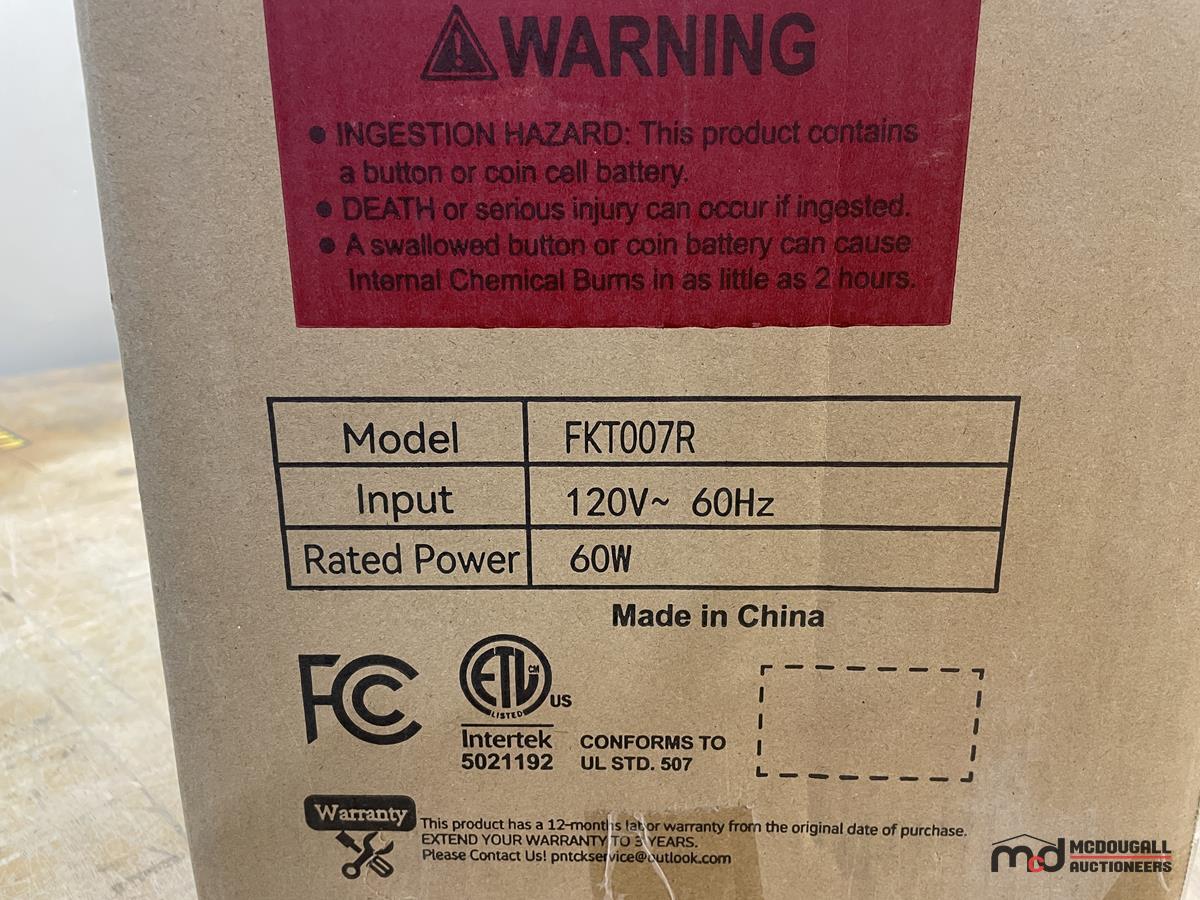 WARNING
● INGESTION HAZARD: This product contains
a button or coin cell battery.
● DEATH or serious injury can occur if ingested.
● A swallowed button or coin battery can cause
Internal Chemical Burns in as little as 2 hours.
Model FKT007R
Input 120V~ 60Hz
Rated Power 60W
Made in China
FC
ETL CM
LISTED US
Intertek
5021192
CONFORMS TO
UL STD. 507
Warranty
This product has a 12-months labor warranty from the original date of purchase.
EXTEND YOUR WARRANTY TO 3 YEARS.
Please Contact Us! pntckservice@outlook.com
mcd MCDOUGALL
AUCTIONEERS